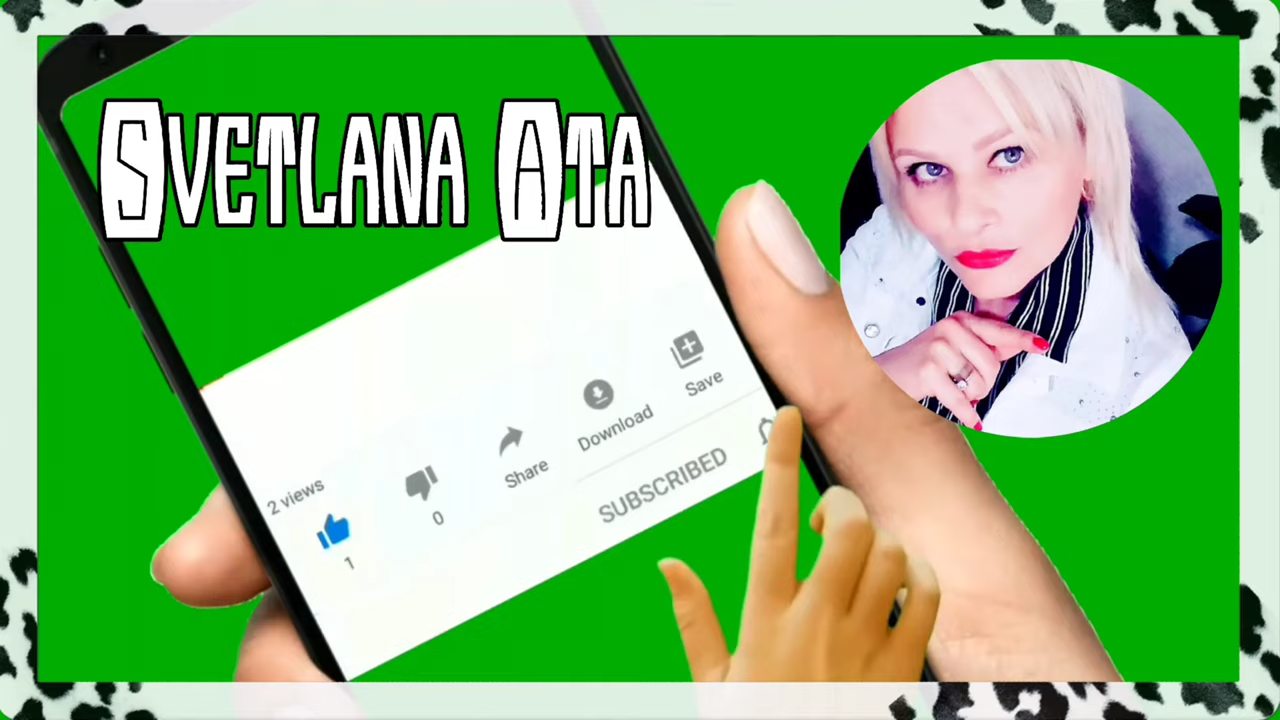 Svetlana Ata
Save
Download
Share
2 views
SUBSCRIBED
0
1